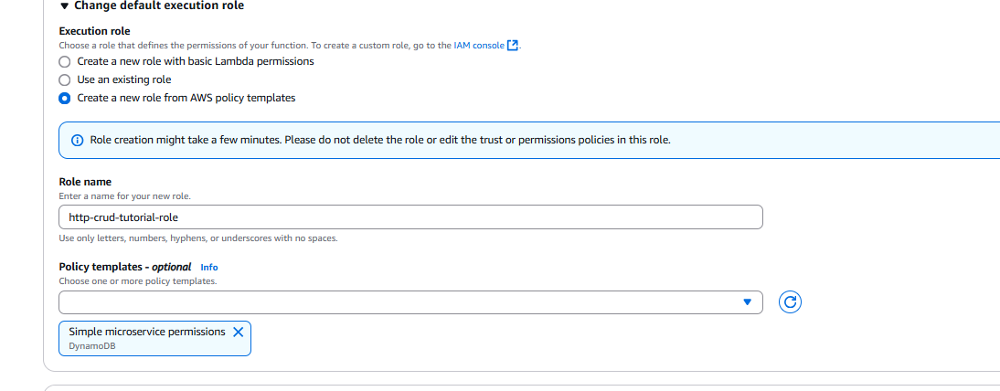 Change default execution role
Execution role
Choose a role that defines the permissions of your function. To create a custom role, go to the IAM console.
Create a new role with basic Lambda permissions
Use an existing role
Create a new role from AWS policy templates
Role creation might take a few minutes. Please do not delete the role or edit the trust or permissions policies in this role.
Role name
Enter a name for your new role.
http-crud-tutorial-role
Use only letters, numbers, hyphens, or underscores with no spaces.
Policy templates - optional Info
Choose one or more policy templates.
Simple microservice permissions
DynamoDB